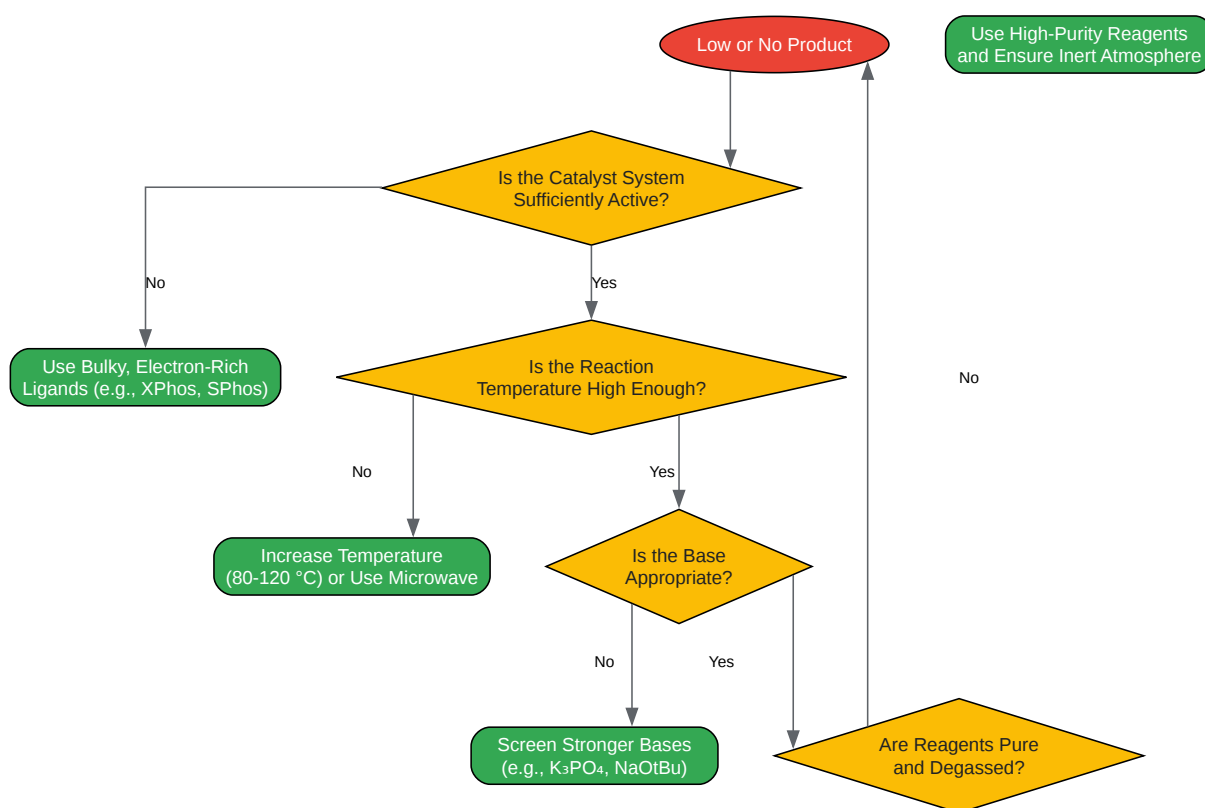 Low or No Product
Use High-Purity Reagents
and Ensure Inert Atmosphere
Is the Catalyst System
Sufficiently Active?
No
Yes
Use Bulky, Electron-Rich
Ligands (e.g., XPhos, SPhos)
Is the Reaction
Temperature High Enough?
No
No
Yes
Increase Temperature
(80-120 °C) or Use Microwave
Is the Base
Appropriate?
No
Yes
Screen Stronger Bases
(e.g., K₃PO₄, NaOtBu)
Are Reagents Pure
and Degassed?